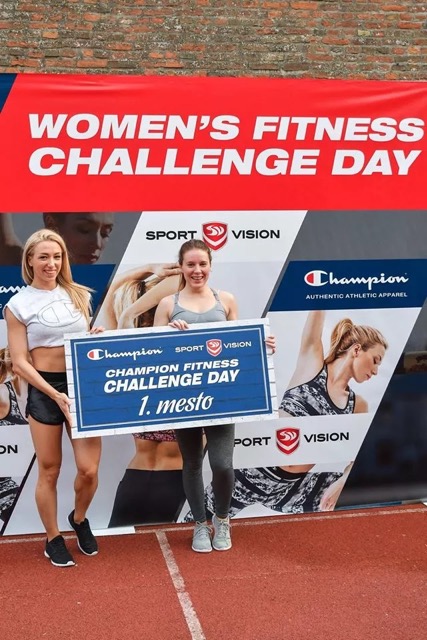 WOMEN'S FITNESS
CHALLENGE DAY
SPORT VISION
Champion
AUTHENTIC ATHLETIC APPAREL
Champion SPORT VISION
CHAMPION FITNESS
CHALLENGE DAY
1. mesto
PORT VISION